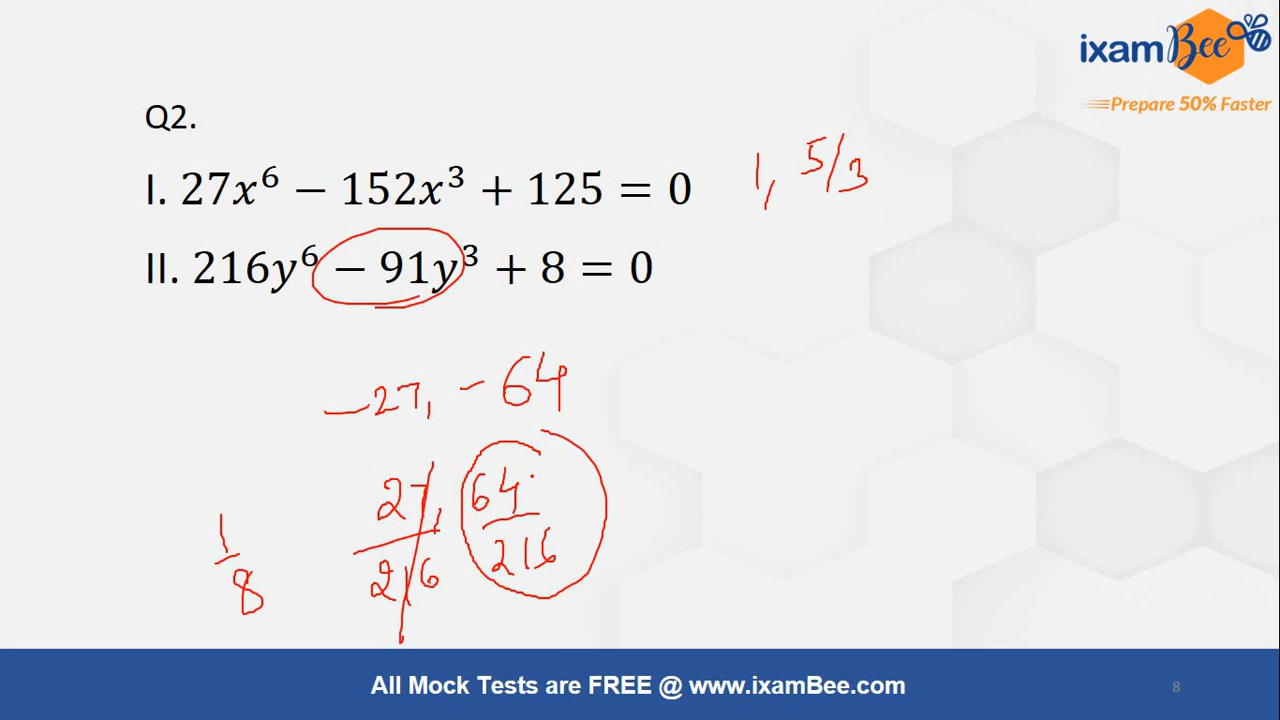 ixamBee
Prepare 50% Faster
Q2.
I. 27x⁶ − 152x³ + 125 = 0
1, 5/3
II. 216y⁶ − 91y³ + 8 = 0
−27, −64
27/216, 64/216
1/8
All Mock Tests are FREE @ www.ixamBee.com
8